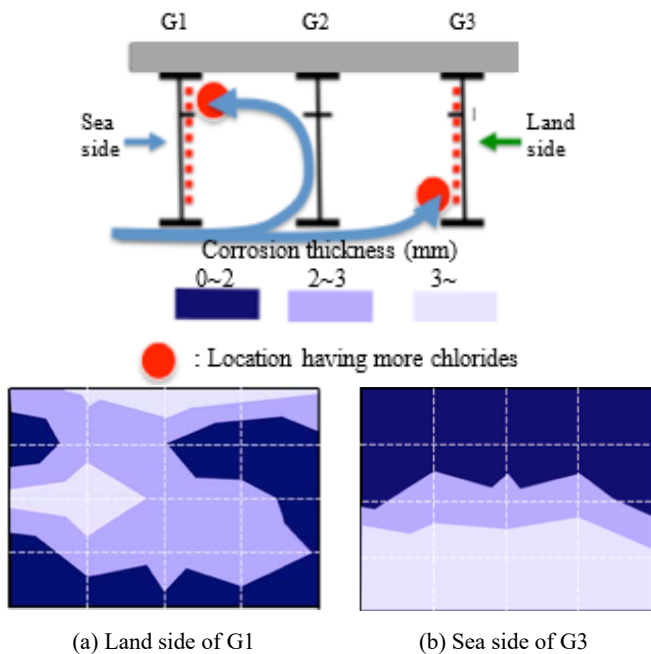 G1 G2 G3
Sea
side
Land
side
Corrosion thickness (mm)
0~2 2~3 3~
: Location having more chlorides
(a) Land side of G1 (b) Sea side of G3